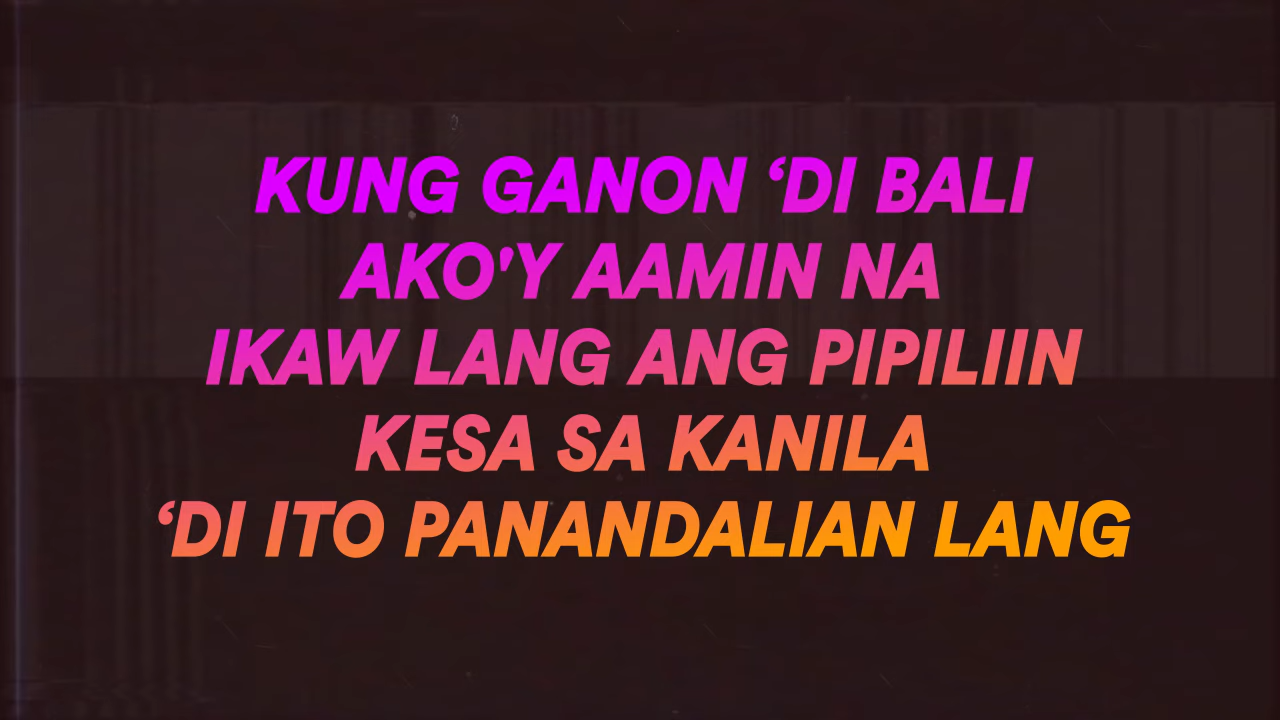 KUNG GANON ‘DI BALI
AKO'Y AAMIN NA
IKAW LANG ANG PIPILIIN
KESA SA KANILA
‘DI ITO PANANDALIAN LANG